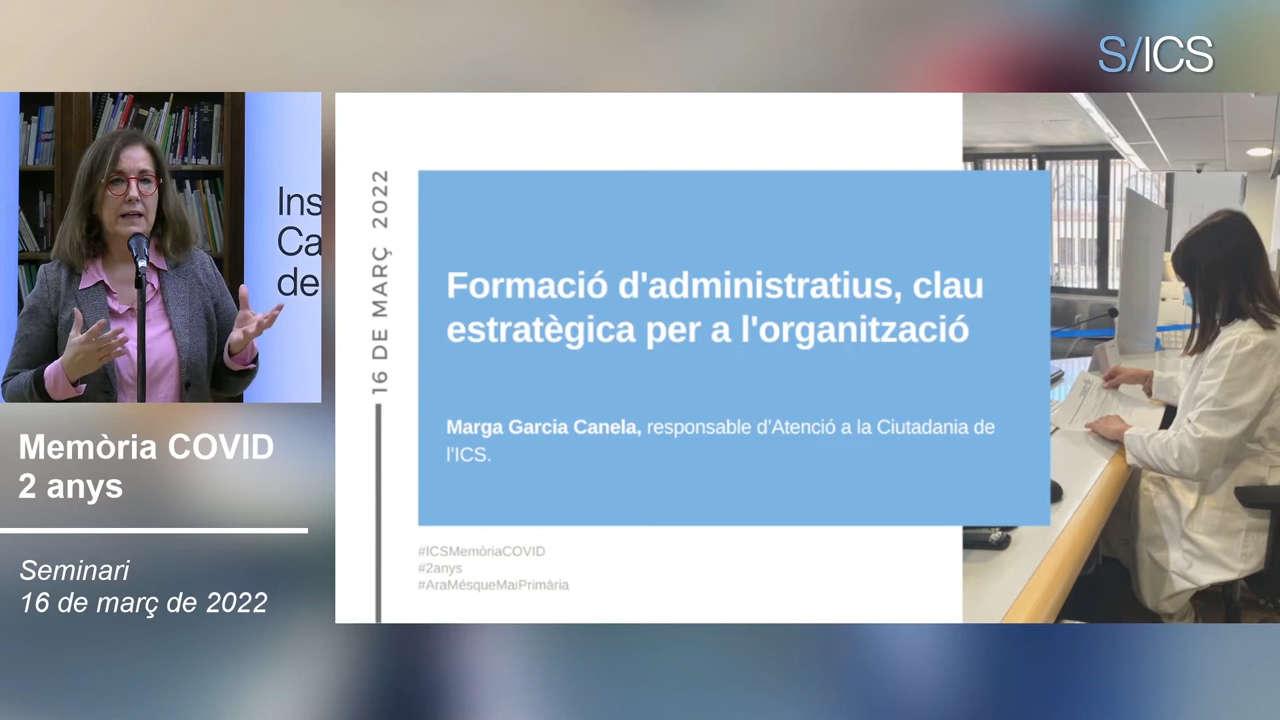 S/ICS
Ins
Ca
de
Memòria COVID
2 anys
Seminari
16 de març de 2022
16 DE MARÇ 2022
Formació d'administratius, clau
estratègica per a l'organització
Marga Garcia Canela, responsable d'Atenció a la Ciutadania de
l'ICS.
#ICSMemòriaCOVID
#2anys
#AraMésqueMaiPrimària